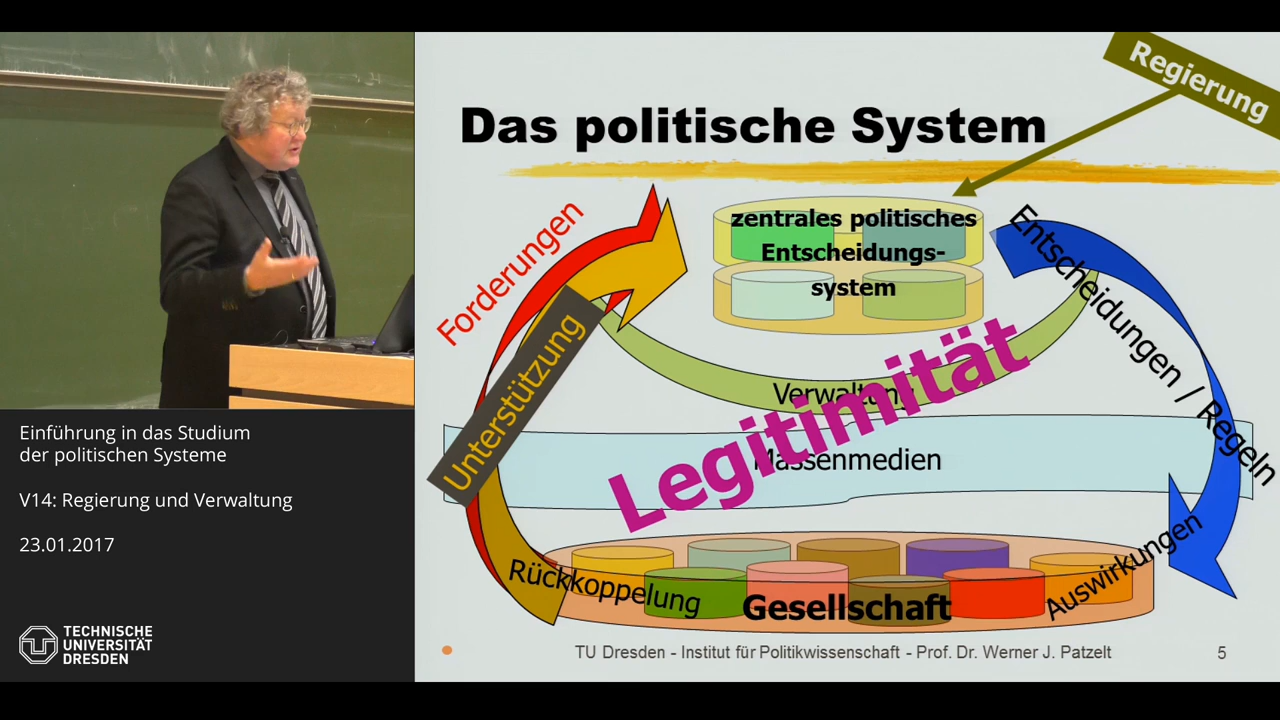 Einführung in das Studium
der politischen Systeme
V14: Regierung und Verwaltung
23.01.2017
TECHNISCHE
UNIVERSITÄT
DRESDEN
Regierung
Das politische System
zentrales politisches
Entscheidungs-
system
Forderungen
Unterstützung
Entscheidungen / Regeln
Verwaltung
Legitimität
Massenmedien
Rückkoppelung
Gesellschaft
Auswirkungen
TU Dresden - Institut für Politikwissenschaft - Prof. Dr. Werner J. Patzelt
5